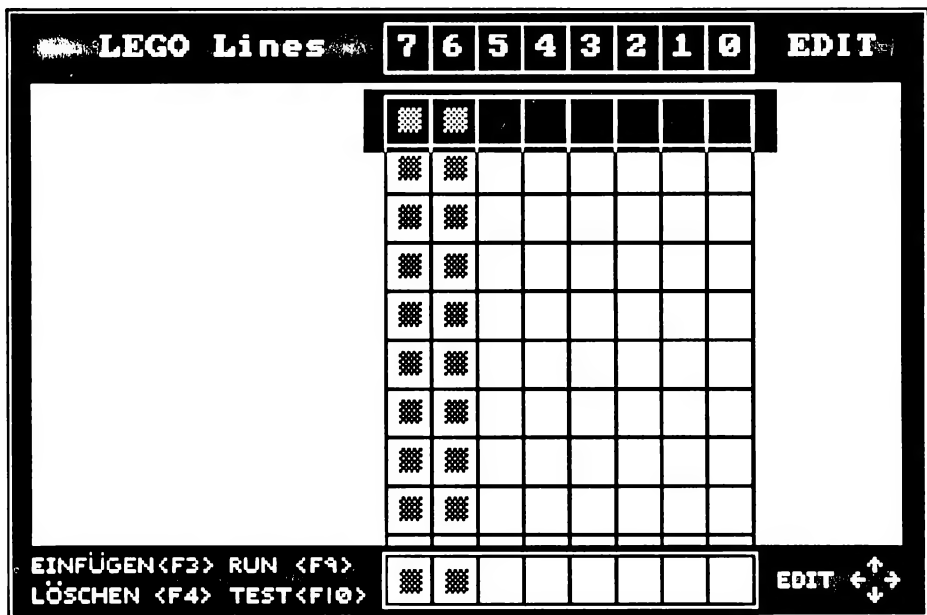 LEGO Lines 7 6 5 4 3 2 1 0 EDIT
EINFÜGEN<F3> RUN <F9>
LÖSCHEN <F4> TEST<F10> EDIT